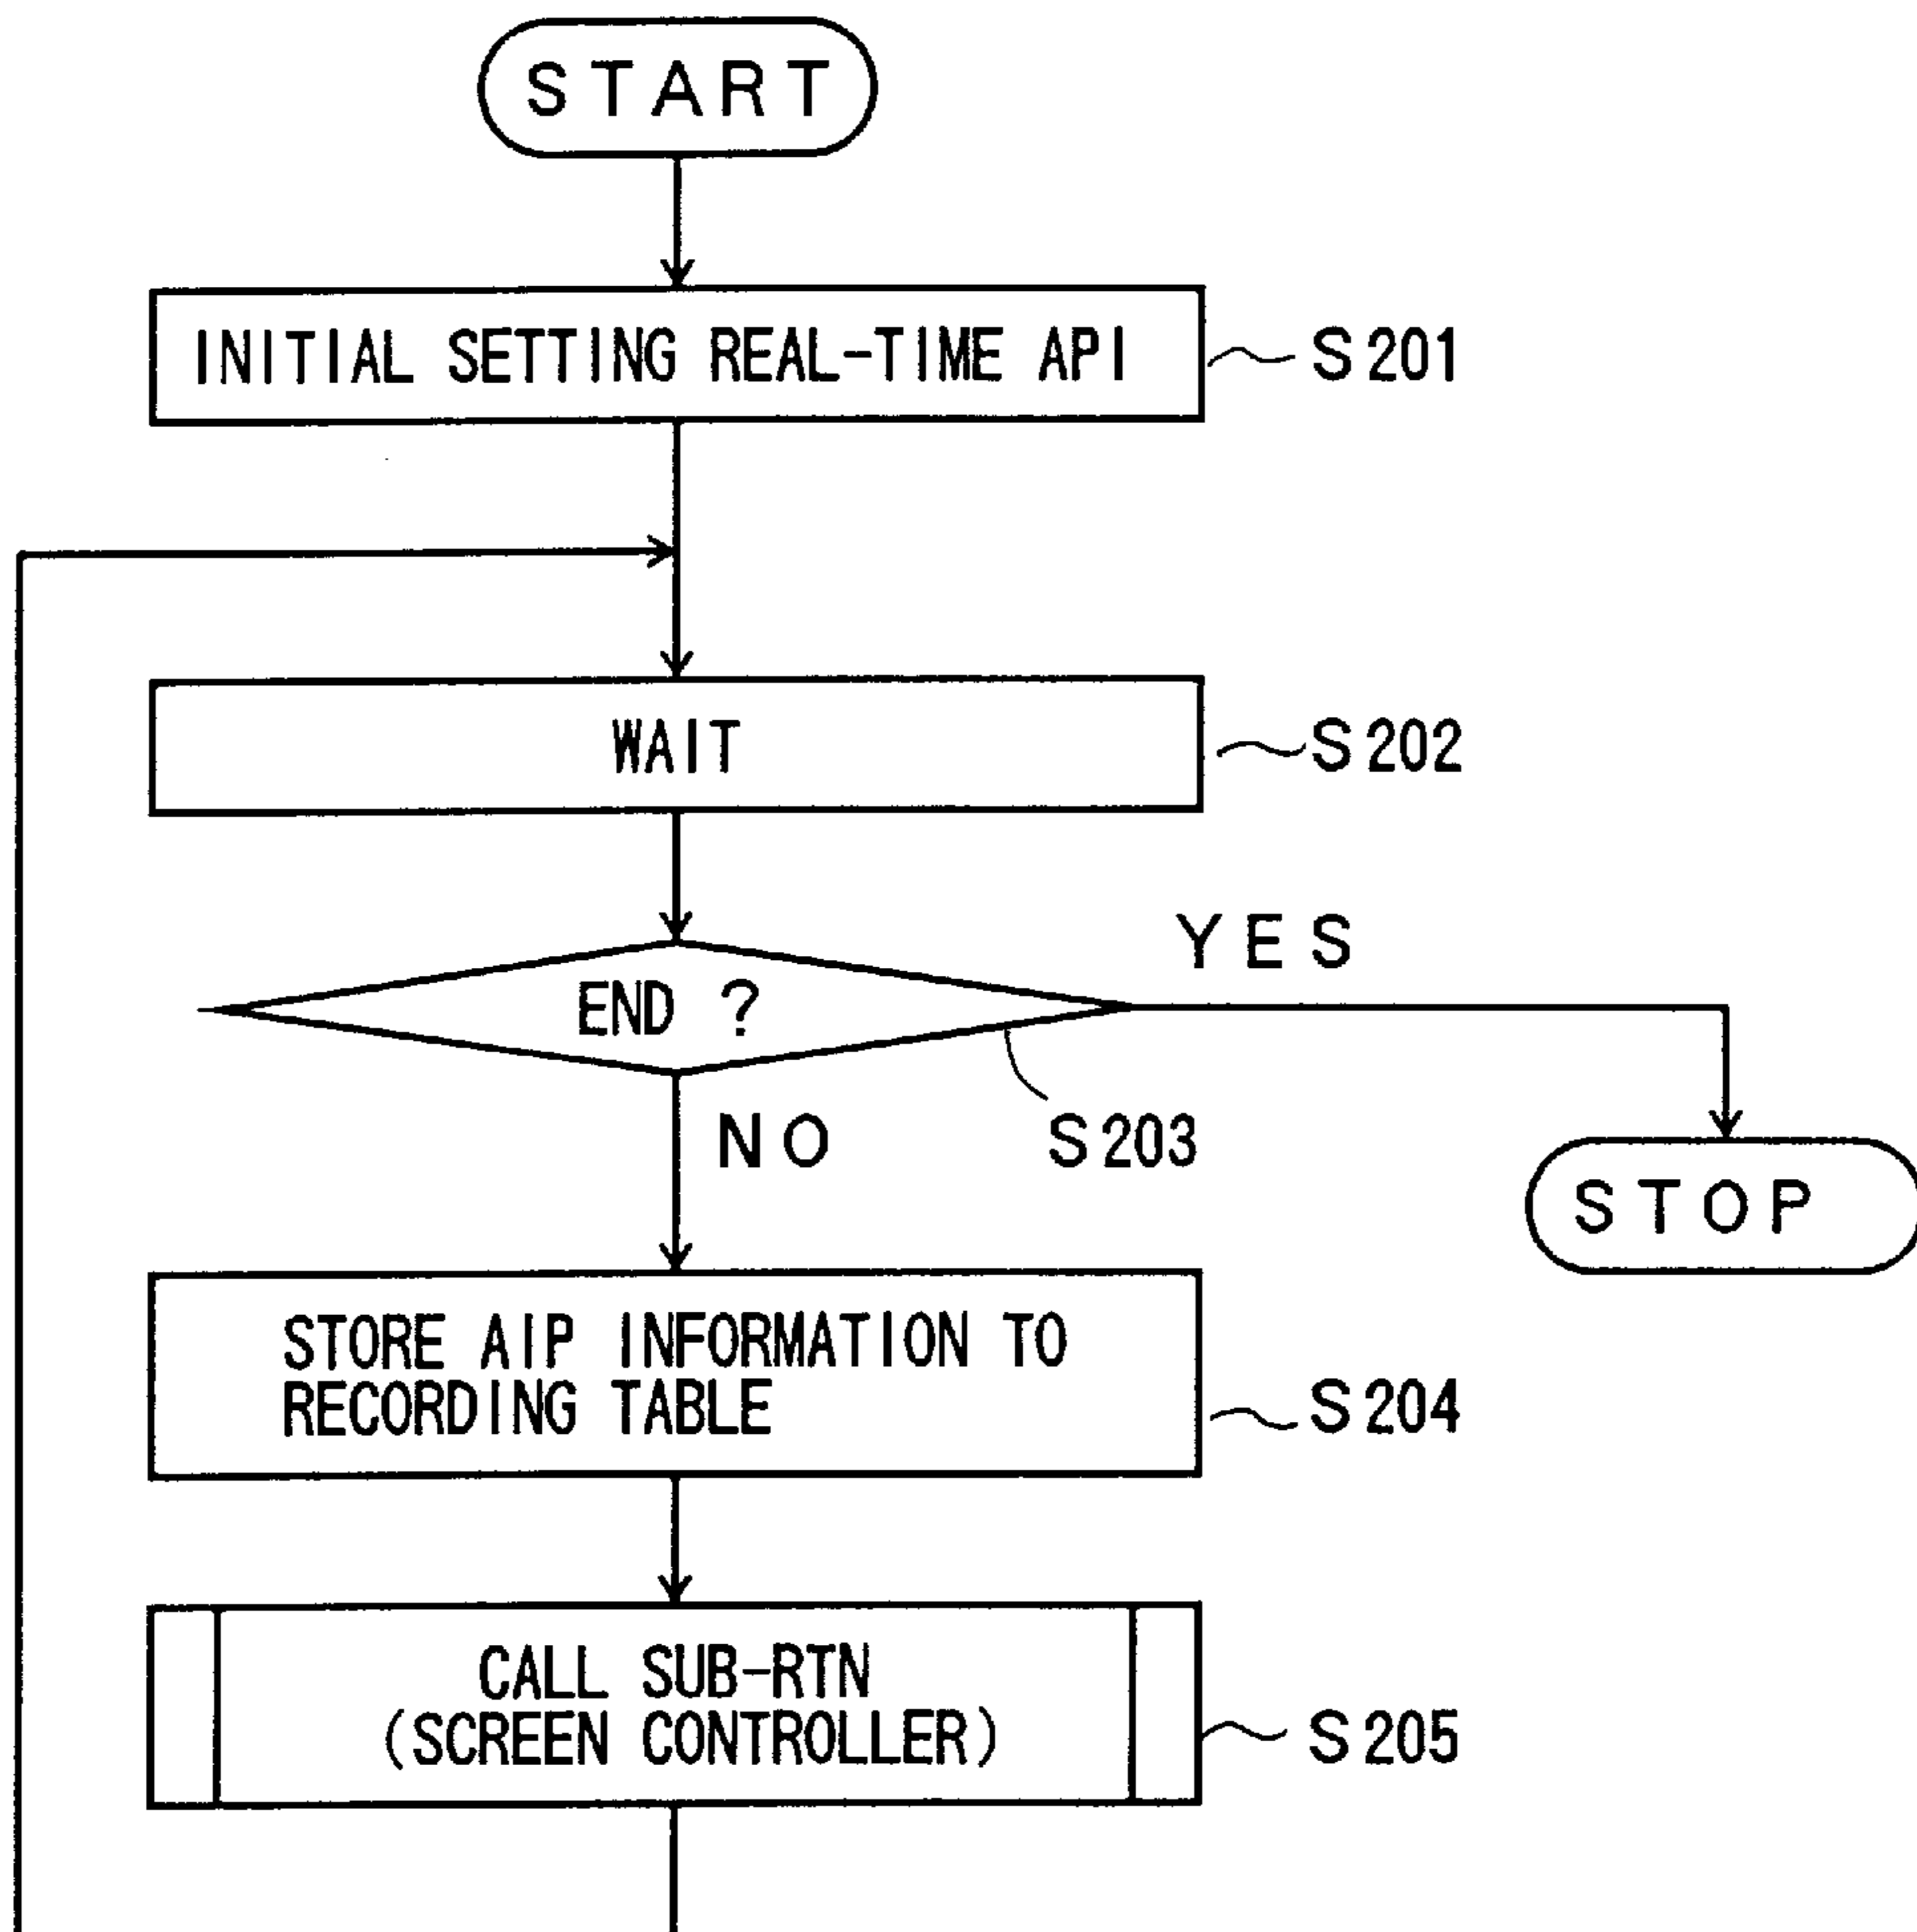 START
INITIAL SETTING REAL-TIME API
S201
WAIT
S202
YES
END ?
NO
S203
STOP
STORE AIP INFORMATION TO
RECORDING TABLE
S204
CALL SUB-RTN
(SCREEN CONTROLLER)
S205